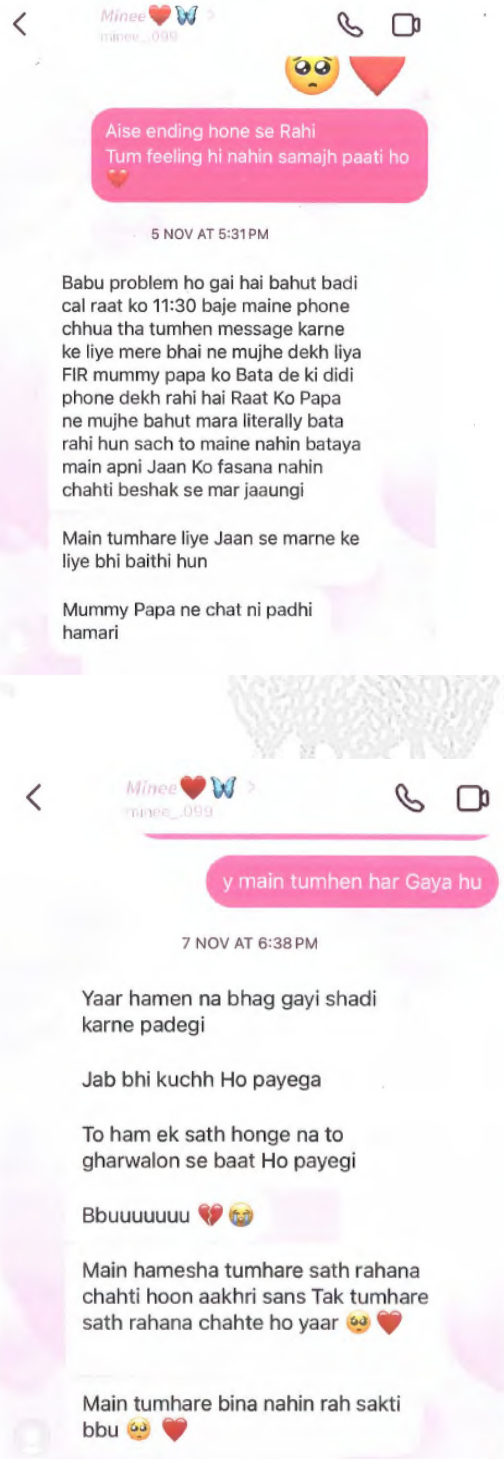 Minee❤️🦋 >
minee_.099
🥺❤️
Aise ending hone se Rahi
Tum feeling hi nahin samajh paati ho
❤️
5 NOV AT 5:31 PM
Babu problem ho gai hai bahut badi
cal raat ko 11:30 baje maine phone
chhua tha tumhen message karne
ke liye mere bhai ne mujhe dekh liya
FIR mummy papa ko Bata de ki didi
phone dekh rahi hai Raat Ko Papa
ne mujhe bahut mara literally bata
rahi hun sach to maine nahin bataya
main apni Jaan Ko fasana nahin
chahti beshak se mar jaaungi
Main tumhare liye Jaan se marne ke
liye bhi baithi hun
Mummy Papa ne chat ni padhi
hamari
Minee❤️🦋 >
minee_.099
y main tumhen har Gaya hu
7 NOV AT 6:38 PM
Yaar hamen na bhag gayi shadi
karne padegi
Jab bhi kuchh Ho payega
To ham ek sath honge na to
gharwalon se baat Ho payegi
Bbuuuuuuu 💔😭
Main hamesha tumhare sath rahana
chahti hoon aakhri sans Tak tumhare
sath rahana chahte ho yaar 🥺❤️
Main tumhare bina nahin rah sakti
bbu 🥺 ❤️